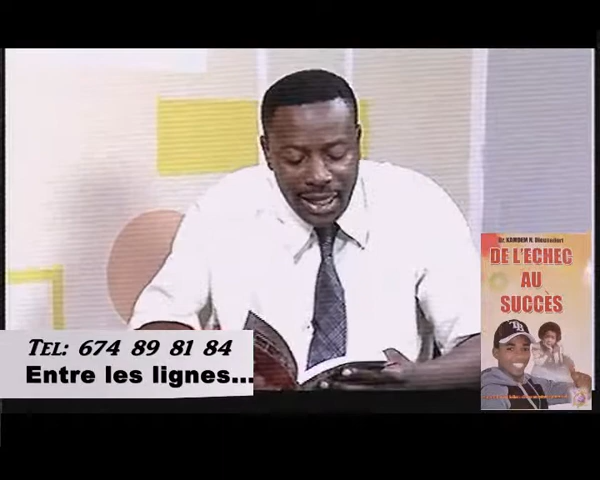 Dr. KAMDEM R. Dieudonné
DE L'ECHEC
AU
SUCCÈS
TEL: 674 89 81 84
Entre les lignes...